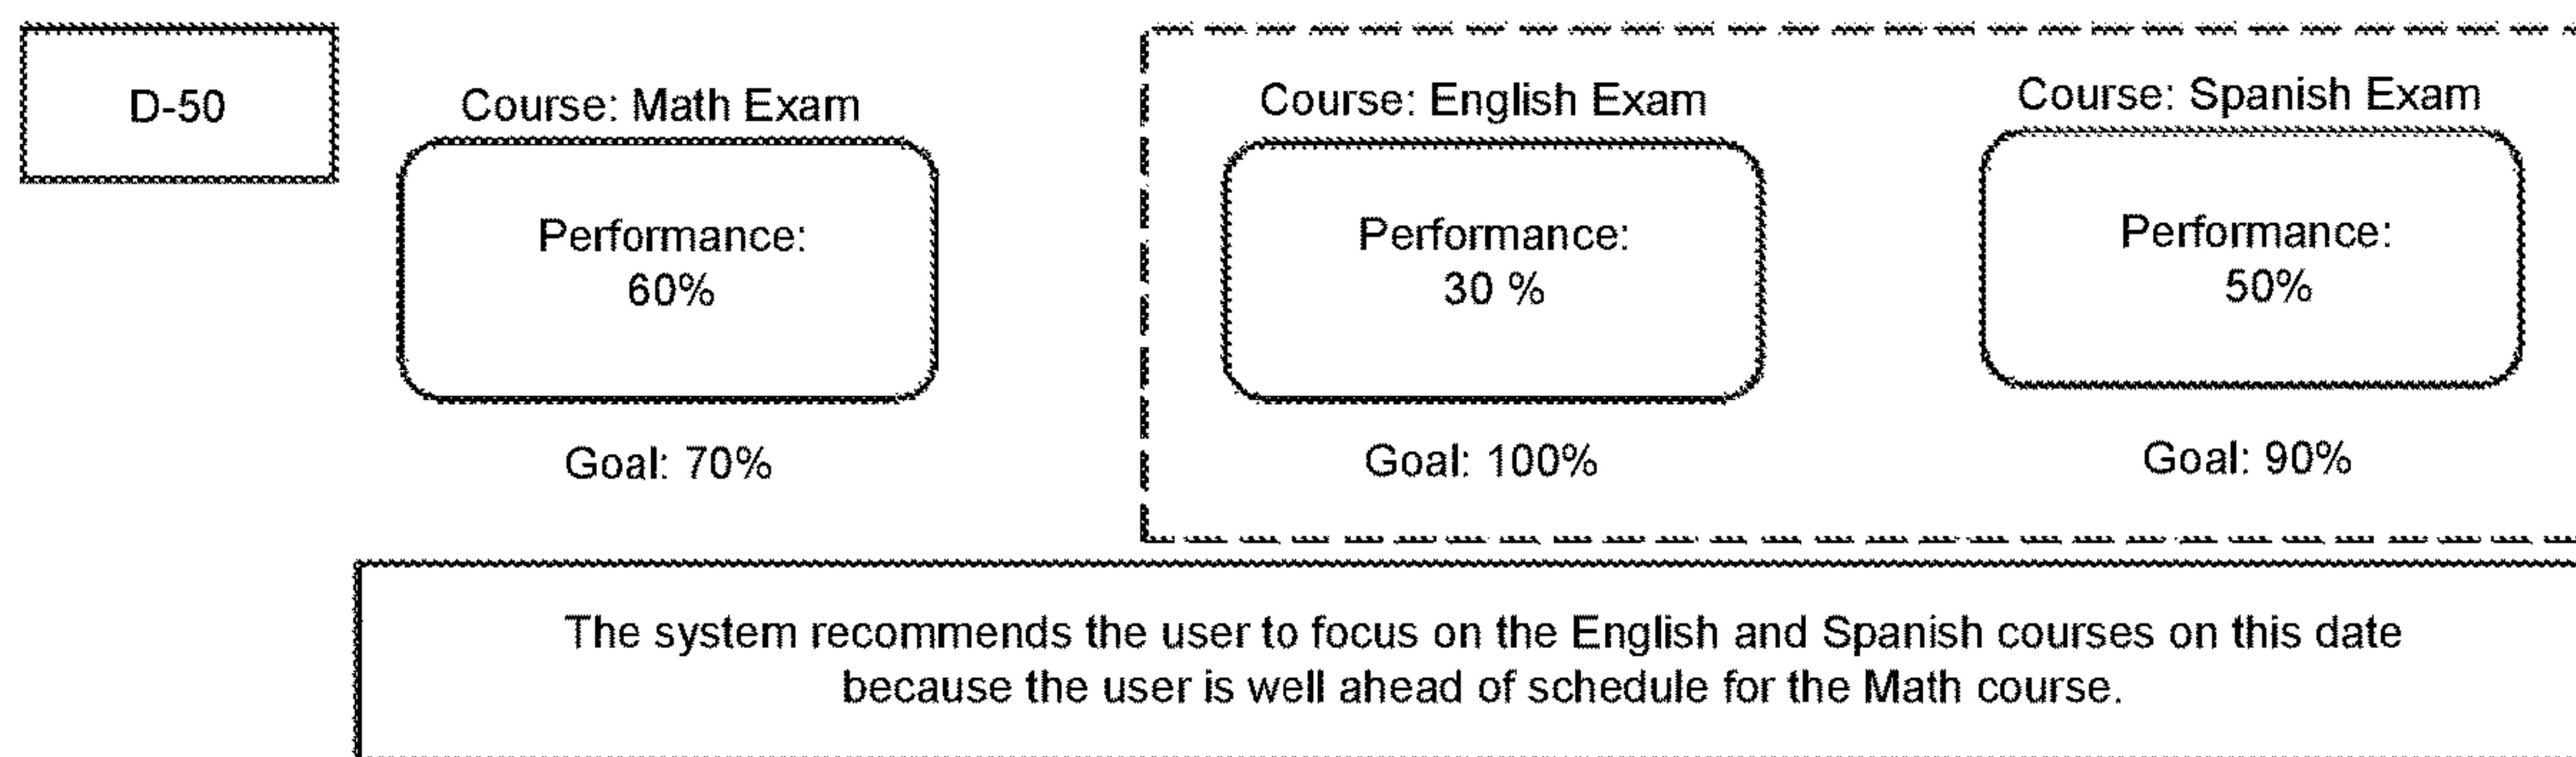 D-50
Course: Math Exam
Performance:
60%
Goal: 70%
Course: English Exam
Performance:
30 %
Goal: 100%
Course: Spanish Exam
Performance:
50%
Goal: 90%
The system recommends the user to focus on the English and Spanish courses on this date
because the user is well ahead of schedule for the Math course.